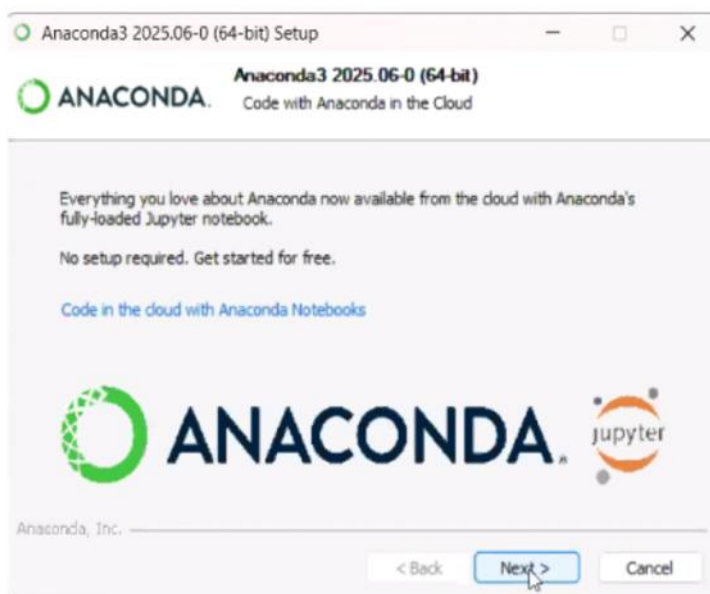 Anaconda3 2025.06-0 (64-bit) Setup
Anaconda3 2025.06-0 (64-bit)
ANACONDA.
Code with Anaconda in the Cloud
Everything you love about Anaconda now available from the cloud with Anaconda's
fully-loaded Jupyter notebook.
No setup required. Get started for free.
Code in the cloud with Anaconda Notebooks
ANACONDA.
jupyter
Anaconda, Inc.
< Back Next > Cancel